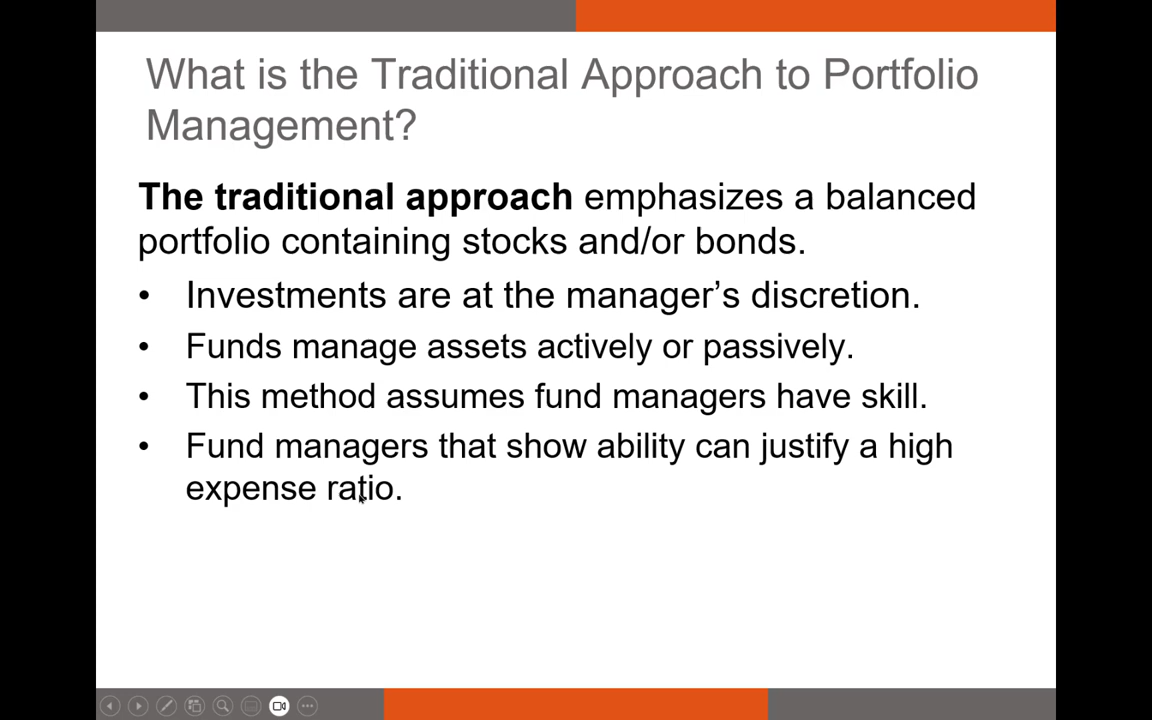 What is the Traditional Approach to Portfolio
Management?
The traditional approach emphasizes a balanced
portfolio containing stocks and/or bonds.
• Investments are at the manager’s discretion.
• Funds manage assets actively or passively.
• This method assumes fund managers have skill.
• Fund managers that show ability can justify a high
expense ratio.